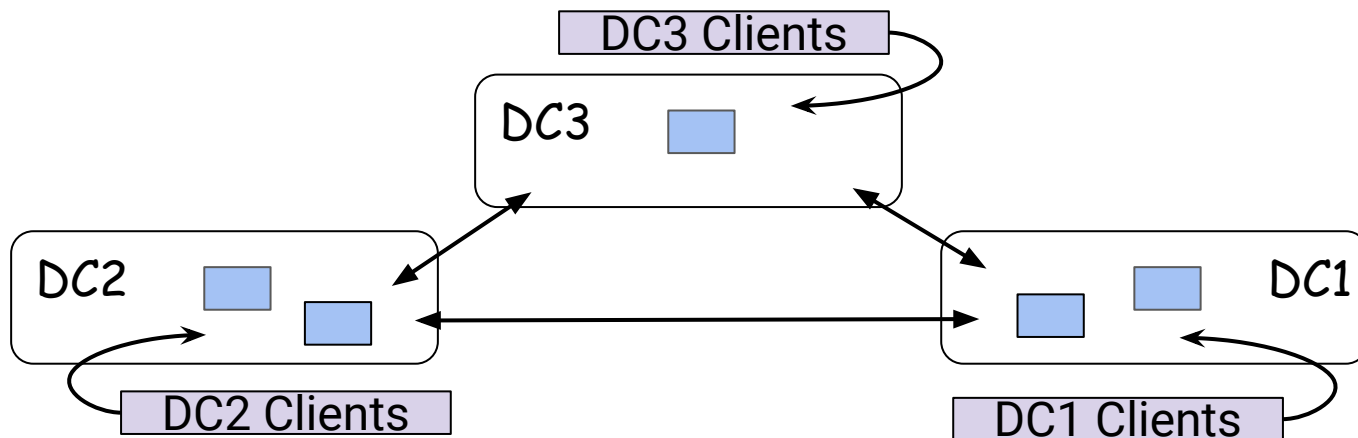 DC3 Clients
DC3
DC2
DC1
DC2 Clients
DC1 Clients